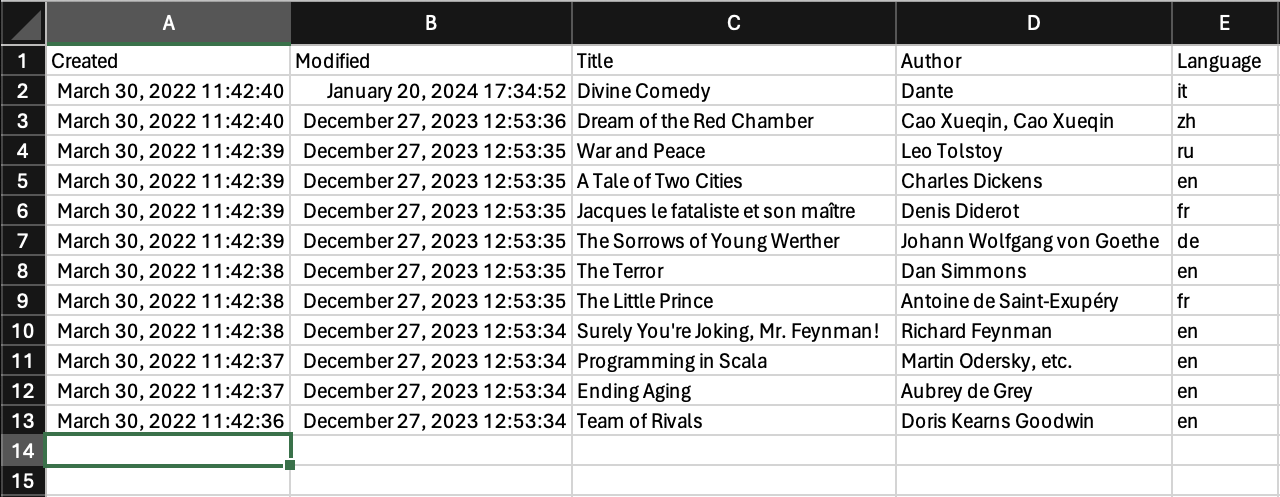 A B C D E
1 Created Modified Title Author Language
2 March 30, 2022 11:42:40 January 20, 2024 17:34:52 Divine Comedy Dante it
3 March 30, 2022 11:42:40 December 27, 2023 12:53:36 Dream of the Red Chamber Cao Xueqin, Cao Xueqin zh
4 March 30, 2022 11:42:39 December 27, 2023 12:53:35 War and Peace Leo Tolstoy ru
5 March 30, 2022 11:42:39 December 27, 2023 12:53:35 A Tale of Two Cities Charles Dickens en
6 March 30, 2022 11:42:39 December 27, 2023 12:53:35 Jacques le fataliste et son maître Denis Diderot fr
7 March 30, 2022 11:42:39 December 27, 2023 12:53:35 The Sorrows of Young Werther Johann Wolfgang von Goethe de
8 March 30, 2022 11:42:38 December 27, 2023 12:53:35 The Terror Dan Simmons en
9 March 30, 2022 11:42:38 December 27, 2023 12:53:35 The Little Prince Antoine de Saint-Exupéry fr
10 March 30, 2022 11:42:38 December 27, 2023 12:53:34 Surely You're Joking, Mr. Feynman! Richard Feynman en
11 March 30, 2022 11:42:37 December 27, 2023 12:53:34 Programming in Scala Martin Odersky, etc. en
12 March 30, 2022 11:42:37 December 27, 2023 12:53:34 Ending Aging Aubrey de Grey en
13 March 30, 2022 11:42:36 December 27, 2023 12:53:34 Team of Rivals Doris Kearns Goodwin en
14
15